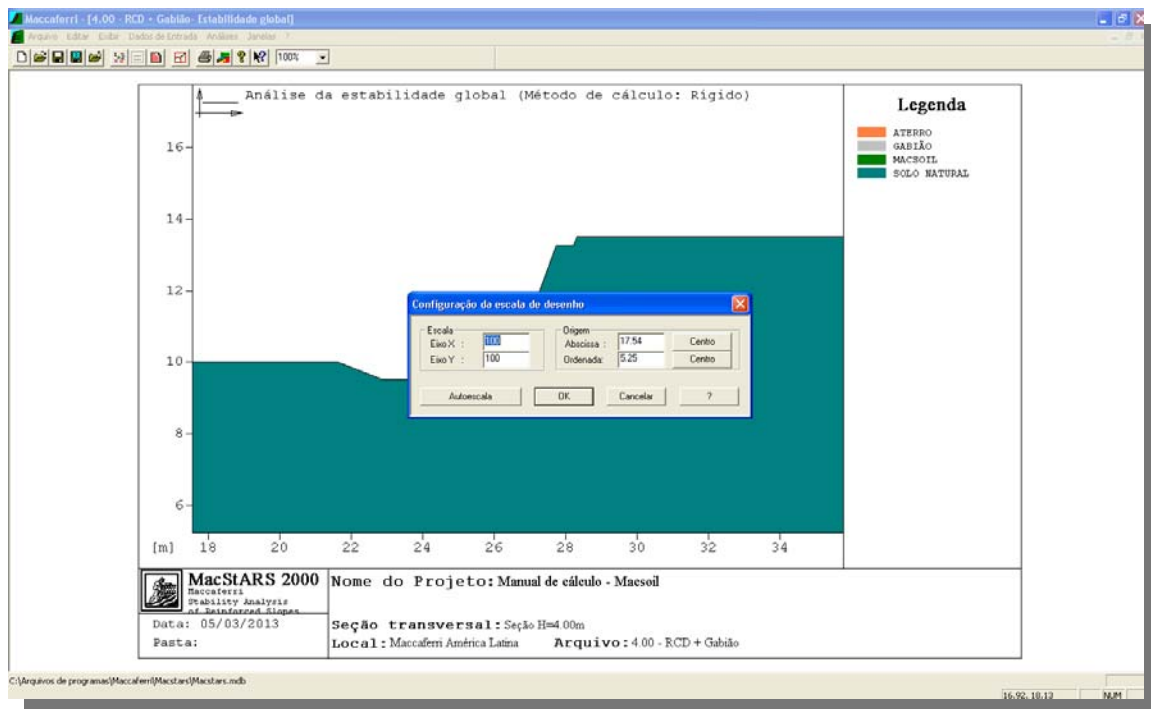 Maccaferri - [4.00 - RCD + Gabião- Estabilidade global]
Arquivo Editar Exibir Dados de Entrada Análises Janelas ?
100%
Análise da estabilidade global (Método de cálculo: Rígido)
Legenda
ATERRO
GABIÃO
MACSOIL
SOLO NATURAL
16
14
12
10
8
6
[m] 18 20 22 24 26 28 30 32 34
Configuração da escala de desenho
Escala
Eixo X : 100
Eixo Y : 100
Origem
Abscissa : 17.54 Centro
Ordenada: 5.25 Centro
Autoescala OK Cancelar ?
MacStARS 2000
Maccaferri
Stability Analysis
of Reinforced Slopes
Data: 05/03/2013
Pasta:
Nome do Projeto: Manual de cálculo - Macsoil
Seção transversal: Seção H=4.00m
Local: Maccaferri América Latina Arquivo: 4.00 - RCD + Gabião
C:\Arquivos de programas\Maccaferri\Macstars\Macstars.mdb
16.92, 18.13 NUM